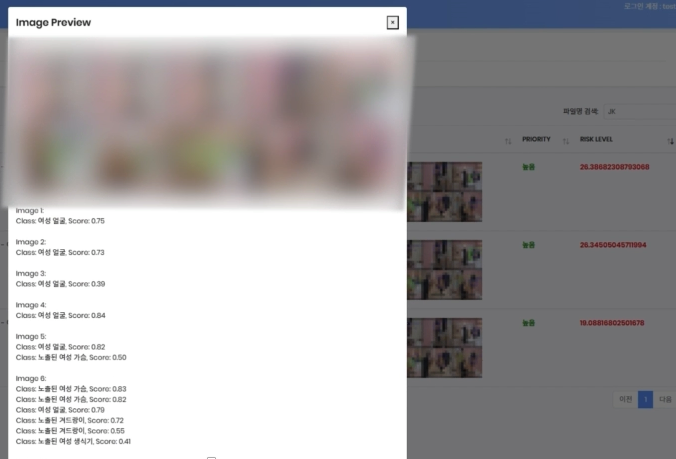 로그인 계정: test
Image Preview
×
파일명 검색: JK
PRIORITY
RISK LEVEL
높음
26.38682308793068
높음
26.34505045711994
높음
19.08816802501678
이전
1
다음
Image 1:
Class: 여성 얼굴, Score: 0.75
Image 2:
Class: 여성 얼굴, Score: 0.73
Image 3:
Class: 여성 얼굴, Score: 0.39
Image 4:
Class: 여성 얼굴, Score: 0.84
Image 5:
Class: 여성 얼굴, Score: 0.82
Class: 노출된 여성 가슴, Score: 0.50
Image 6:
Class: 노출된 여성 가슴, Score: 0.83
Class: 노출된 여성 가슴, Score: 0.82
Class: 여성 얼굴, Score: 0.79
Class: 노출된 겨드랑이, Score: 0.72
Class: 노출된 겨드랑이, Score: 0.55
Class: 노출된 여성 생식기, Score: 0.41